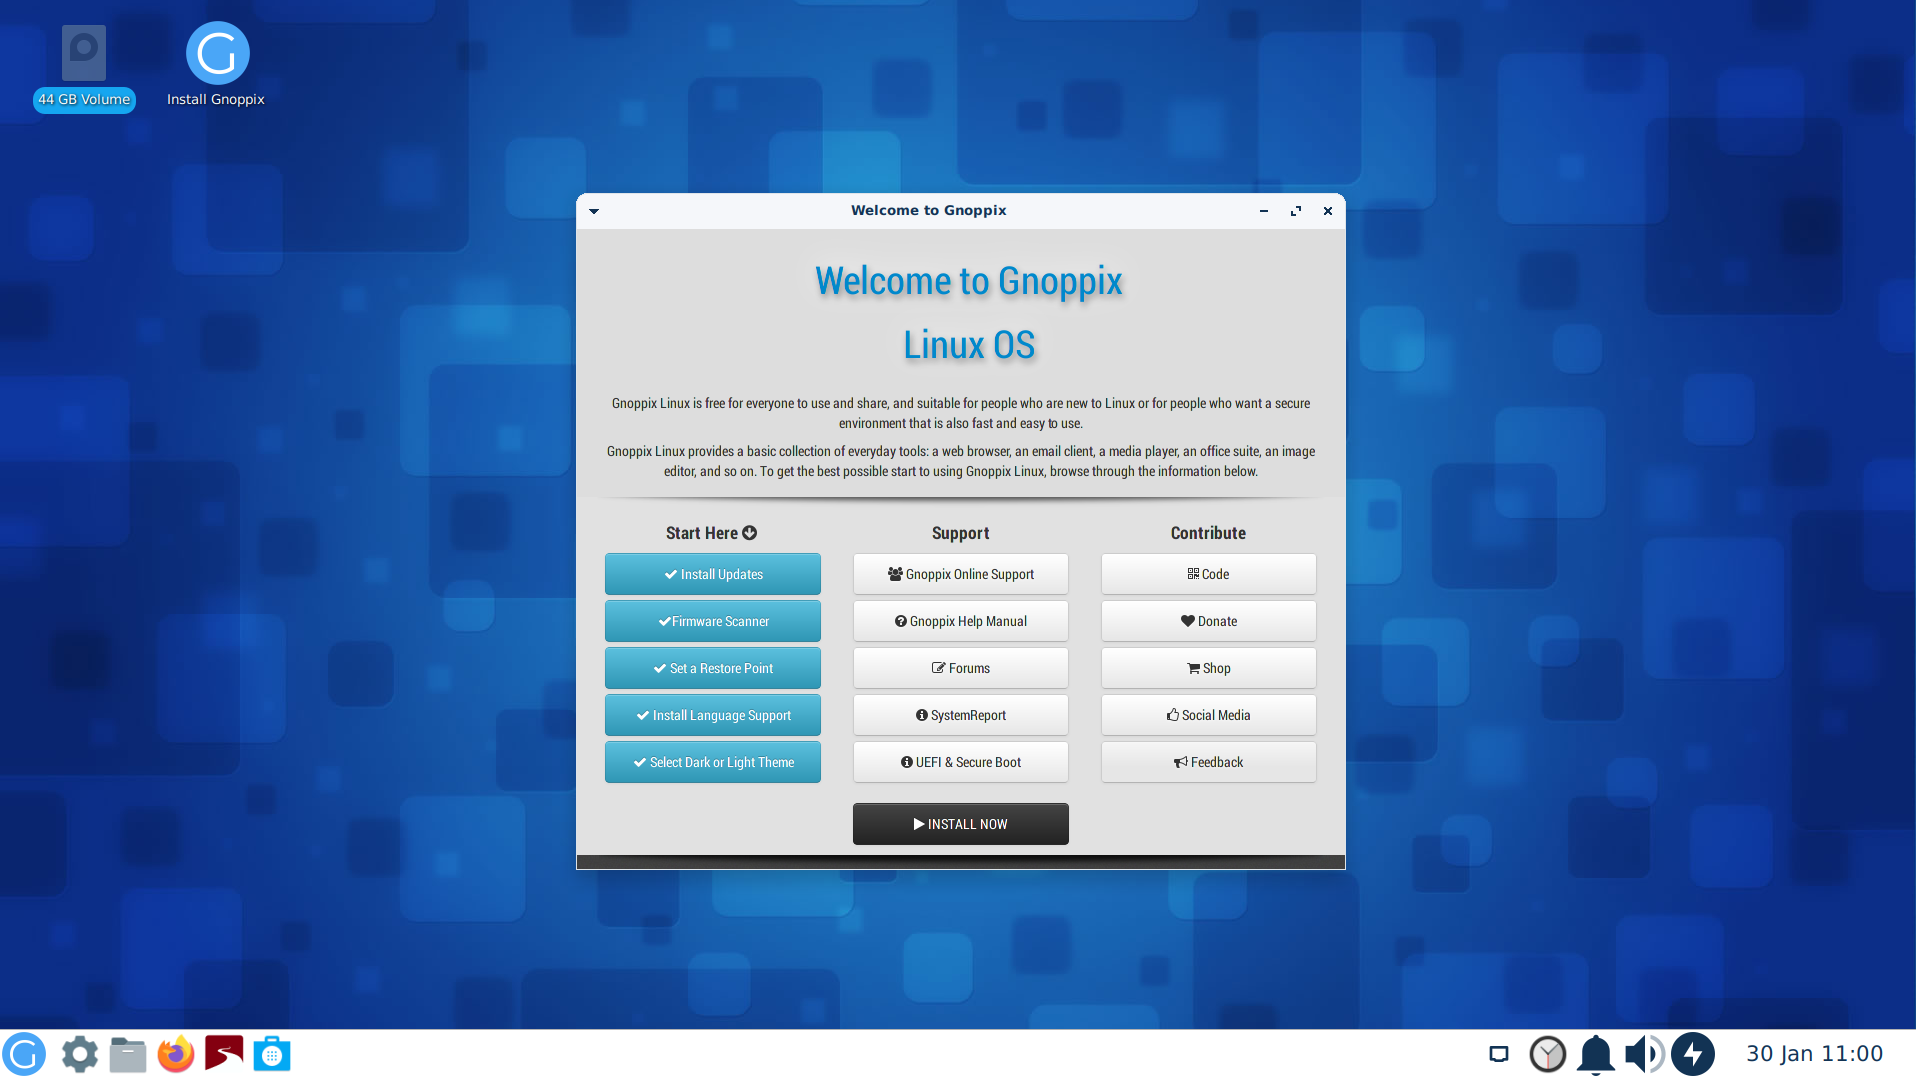 44 GB Volume
Install Gnoppix
Welcome to Gnoppix
Welcome to Gnoppix
Linux OS
Gnoppix Linux is free for everyone to use and share, and suitable for people who are new to Linux or for people who want a secure
environment that is also fast and easy to use.
Gnoppix Linux provides a basic collection of everyday tools: a web browser, an email client, a media player, an office suite, an image
editor, and so on. To get the best possible start to using Gnoppix Linux, browse through the information below.
Start Here
Install Updates
Firmware Scanner
Set a Restore Point
Install Language Support
Select Dark or Light Theme
Support
Gnoppix Online Support
Gnoppix Help Manual
Forums
SystemReport
UEFI & Secure Boot
Contribute
Code
Donate
Shop
Social Media
Feedback
INSTALL NOW
30 Jan 11:00